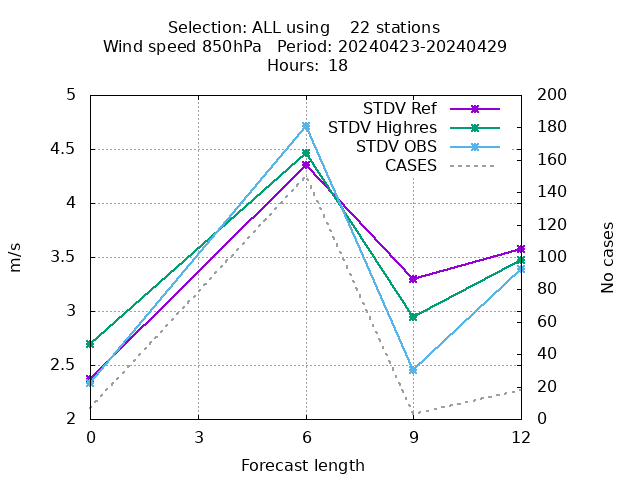 Selection: ALL using    22 stations
Wind speed 850hPa   Period: 20240423-20240429
Hours:  18
STDV Ref
STDV Highres
STDV OBS
CASES
5
4.5
4
3.5
3
2.5
2
200
180
160
140
120
100
80
60
40
20
0
m/s
No cases
0
3
6
9
12
Forecast length